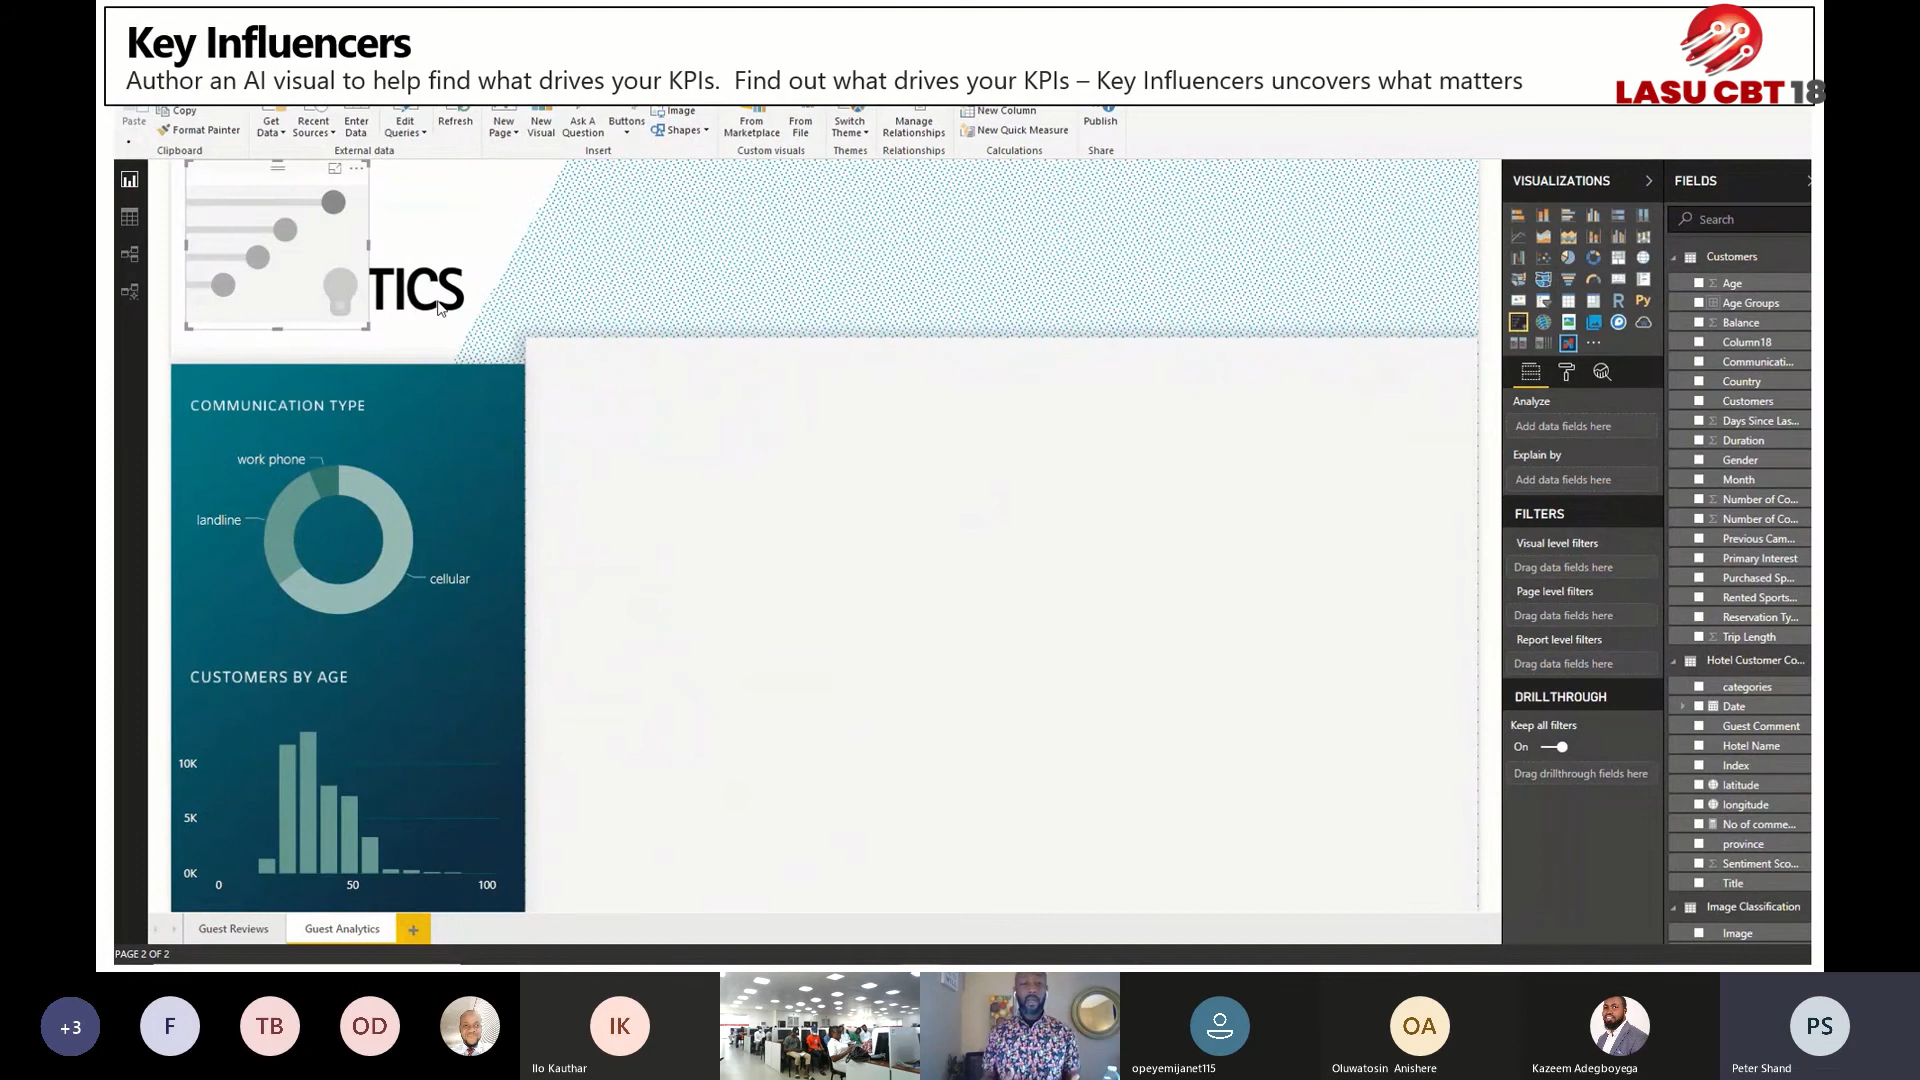 Key Influencers
Author an AI visual to help find what drives your KPIs. Find out what drives your KPIs – Key Influencers uncovers what matters
LASU CBT 18
Paste
Copy
Format Painter
Clipboard
Get Data
Recent Sources
Enter Data
Edit Queries
Refresh
External data
New Page
New Visual
Ask A Question
Buttons
Image
Shapes
Insert
From Marketplace
From File
Custom visuals
Switch Theme
Themes
Manage Relationships
Relationships
New Column
New Quick Measure
Calculations
Publish
Share
TICS
COMMUNICATION TYPE
work phone
landline
cellular
CUSTOMERS BY AGE
10K
5K
0K
0
50
100
Guest Reviews
Guest Analytics
PAGE 2 OF 2
VISUALIZATIONS
R
Py
Analyze
Add data fields here
Explain by
Add data fields here
FILTERS
Visual level filters
Drag data fields here
Page level filters
Drag data fields here
Report level filters
Drag data fields here
DRILLTHROUGH
Keep all filters
On
Drag drillthrough fields here
FIELDS
Search
Customers
Age
Age Groups
Balance
Column18
Communicati...
Country
Customers
Days Since Las...
Duration
Gender
Month
Number of Co...
Number of Co...
Previous Cam...
Primary Interest
Purchased Sp...
Rented Sports...
Reservation Ty...
Trip Length
Hotel Customer Co...
categories
Date
Guest Comment
Hotel Name
Index
latitude
longitude
No of comme...
province
Sentiment Sco...
Title
Image Classification
Image
+3
F
TB
OD
IK
Ilo Kauthar
opeyemijanet115
OA
Oluwatosin Anishere
Kazeem Adegboyega
PS
Peter Shand